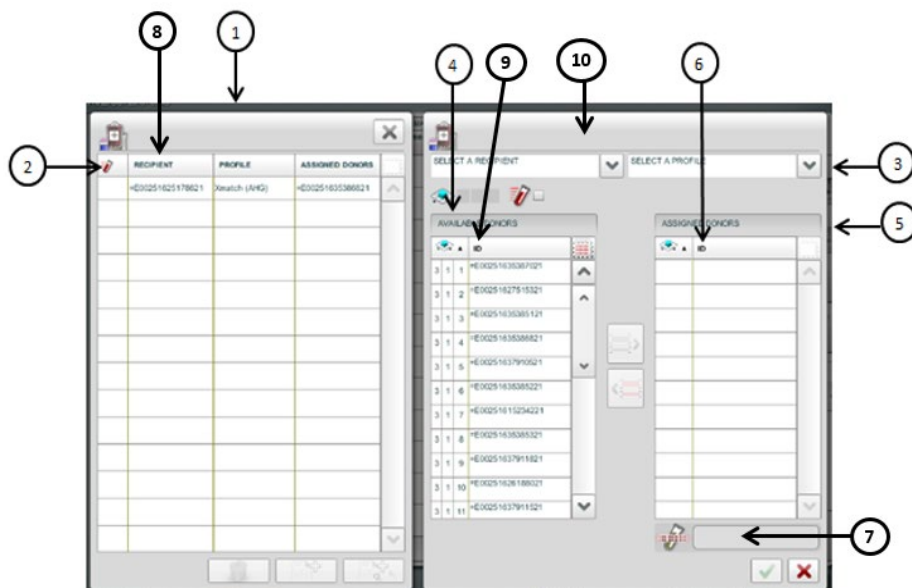 8
1
4
9
10
6
2
RECIPIENT PROFILE ASSIGNED DONORS
=E00251625178621 Xmatch (AHG) =E00251635386821
SELECT A RECIPIENT
SELECT A PROFILE
3
AVAILABLE DONORS
ASSIGNED DONORS
5
ID
ID
3 1 1 =E00251635387021
3 1 2 =E00251627515321
3 1 3 =E00251635385121
3 1 4 =E00251635386821
3 1 5 =E00251637910521
3 1 6 =E00251635385221
3 1 7 =E00251615234221
3 1 8 =E00251635385321
3 1 9 =E00251637911821
3 1 10 =E00251626188021
3 1 11 =E00251637911521
7